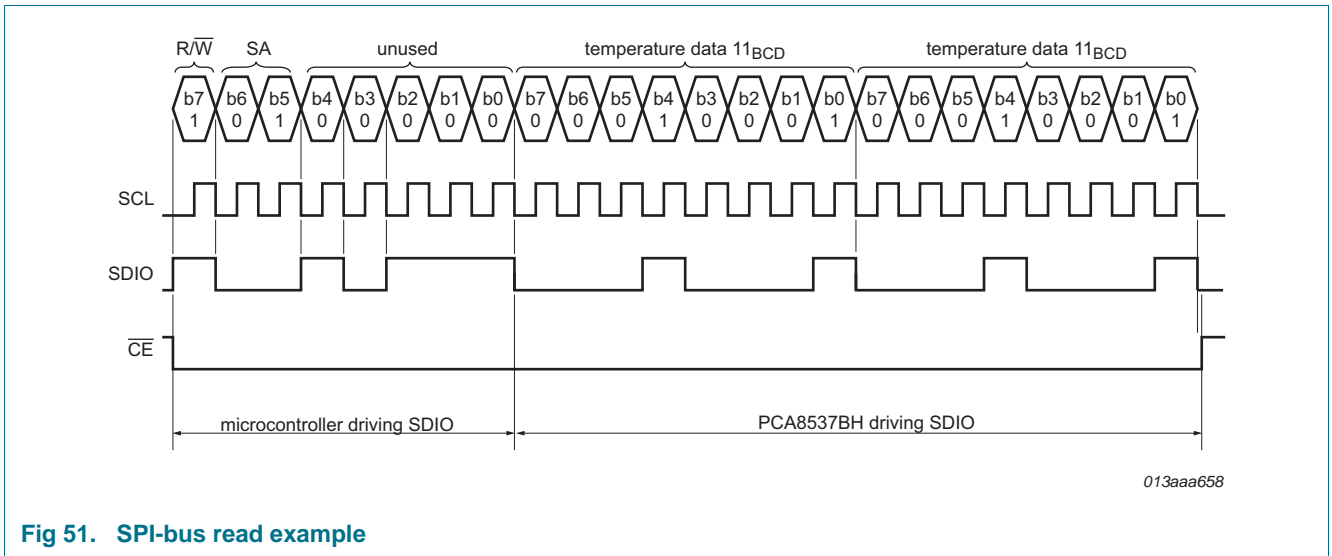 R/W SA unused temperature data 11BCD temperature data 11BCD
b7 b6 b5 b4 b3 b2 b1 b0 b7 b6 b5 b4 b3 b2 b1 b0 b7 b6 b5 b4 b3 b2 b1 b0
1 0 1 0 0 0 0 0 0 0 0 1 0 0 0 1 0 0 0 1 0 0 0 1
SCL
SDIO
CE
microcontroller driving SDIO PCA8537BH driving SDIO
013aaa658
Fig 51. SPI-bus read example